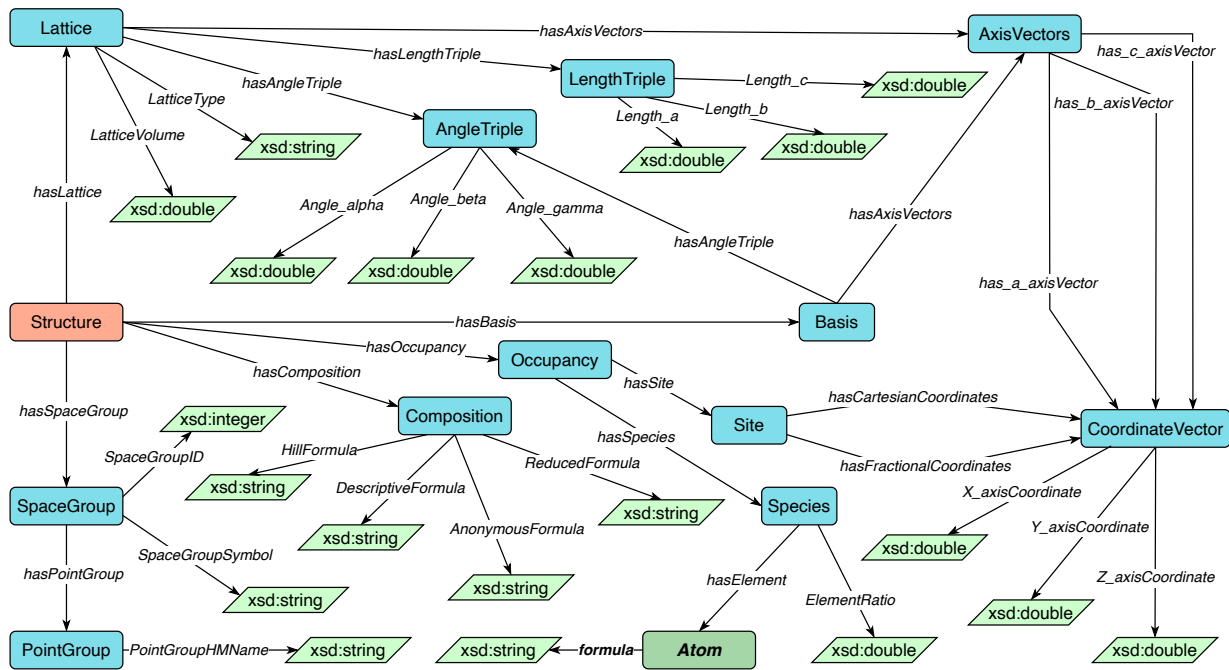 Lattice
hasAxisVectors
AxisVectors
has_c_axisVector
hasLengthTriple
LengthTriple
Length_c
xsd:double
hasAngleTriple
LatticeType
Length_a
Length_b
has_b_axisVector
LatticeVolume
AngleTriple
xsd:string
xsd:double
xsd:double
hasLattice
xsd:double
Angle_alpha
Angle_beta
Angle_gamma
hasAxisVectors
hasAngleTriple
xsd:double
xsd:double
xsd:double
has_a_axisVector
Structure
hasBasis
Basis
hasOccupancy
Occupancy
hasComposition
hasSite
hasSpaceGroup
xsd:integer
Composition
hasCartesianCoordinates
Site
CoordinateVector
hasSpecies
HillFormula
SpaceGroupID
ReducedFormula
hasFractionalCoordinates
xsd:string
DescriptiveFormula
X_axisCoordinate
SpaceGroup
xsd:string
Species
AnonymousFormula
xsd:string
Y_axisCoordinate
xsd:double
SpaceGroupSymbol
hasPointGroup
xsd:string
xsd:string
hasElement
ElementRatio
Z_axisCoordinate
xsd:double
PointGroup
PointGroupHMName
xsd:string
xsd:string
formula
Atom
xsd:double
xsd:double